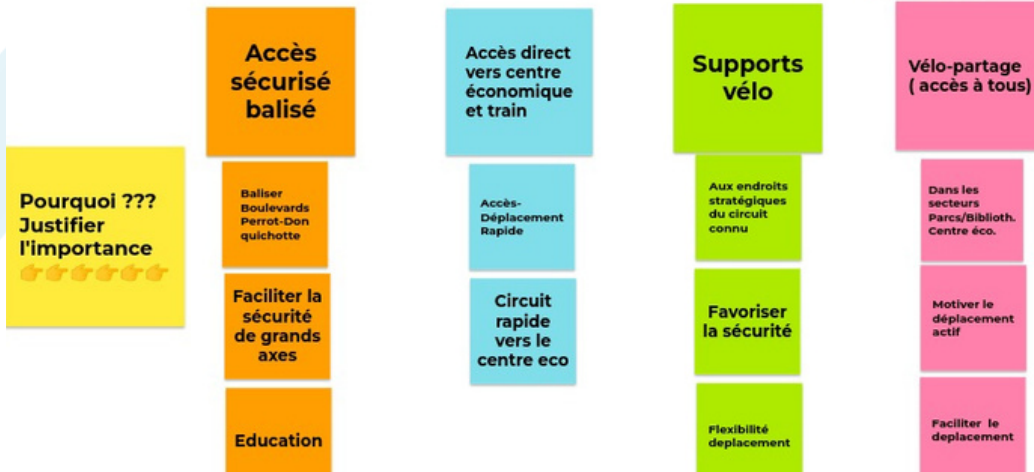 Pourquoi ???
Justifier
l'importance
👉👉👉👉👉👉
Accès
sécurisé
balisé
Baliser
Boulevards
Perrot-Don
quichotte
Faciliter la
sécurité
de grands
axes
Education
Accès direct
vers centre
économique
et train
Accès-
Déplacement
Rapide
Circuit
rapide
vers le
centre eco
Supports
vélo
Aux endroits
stratégiques
du circuit
connu
Favoriser
la sécurité
Flexibilité
deplacement
Vélo-partage
( accès à tous)
Dans les
secteurs
Parcs/Biblioth.
Centre éco.
Motiver le
déplacement
actif
Faciliter le
deplacement